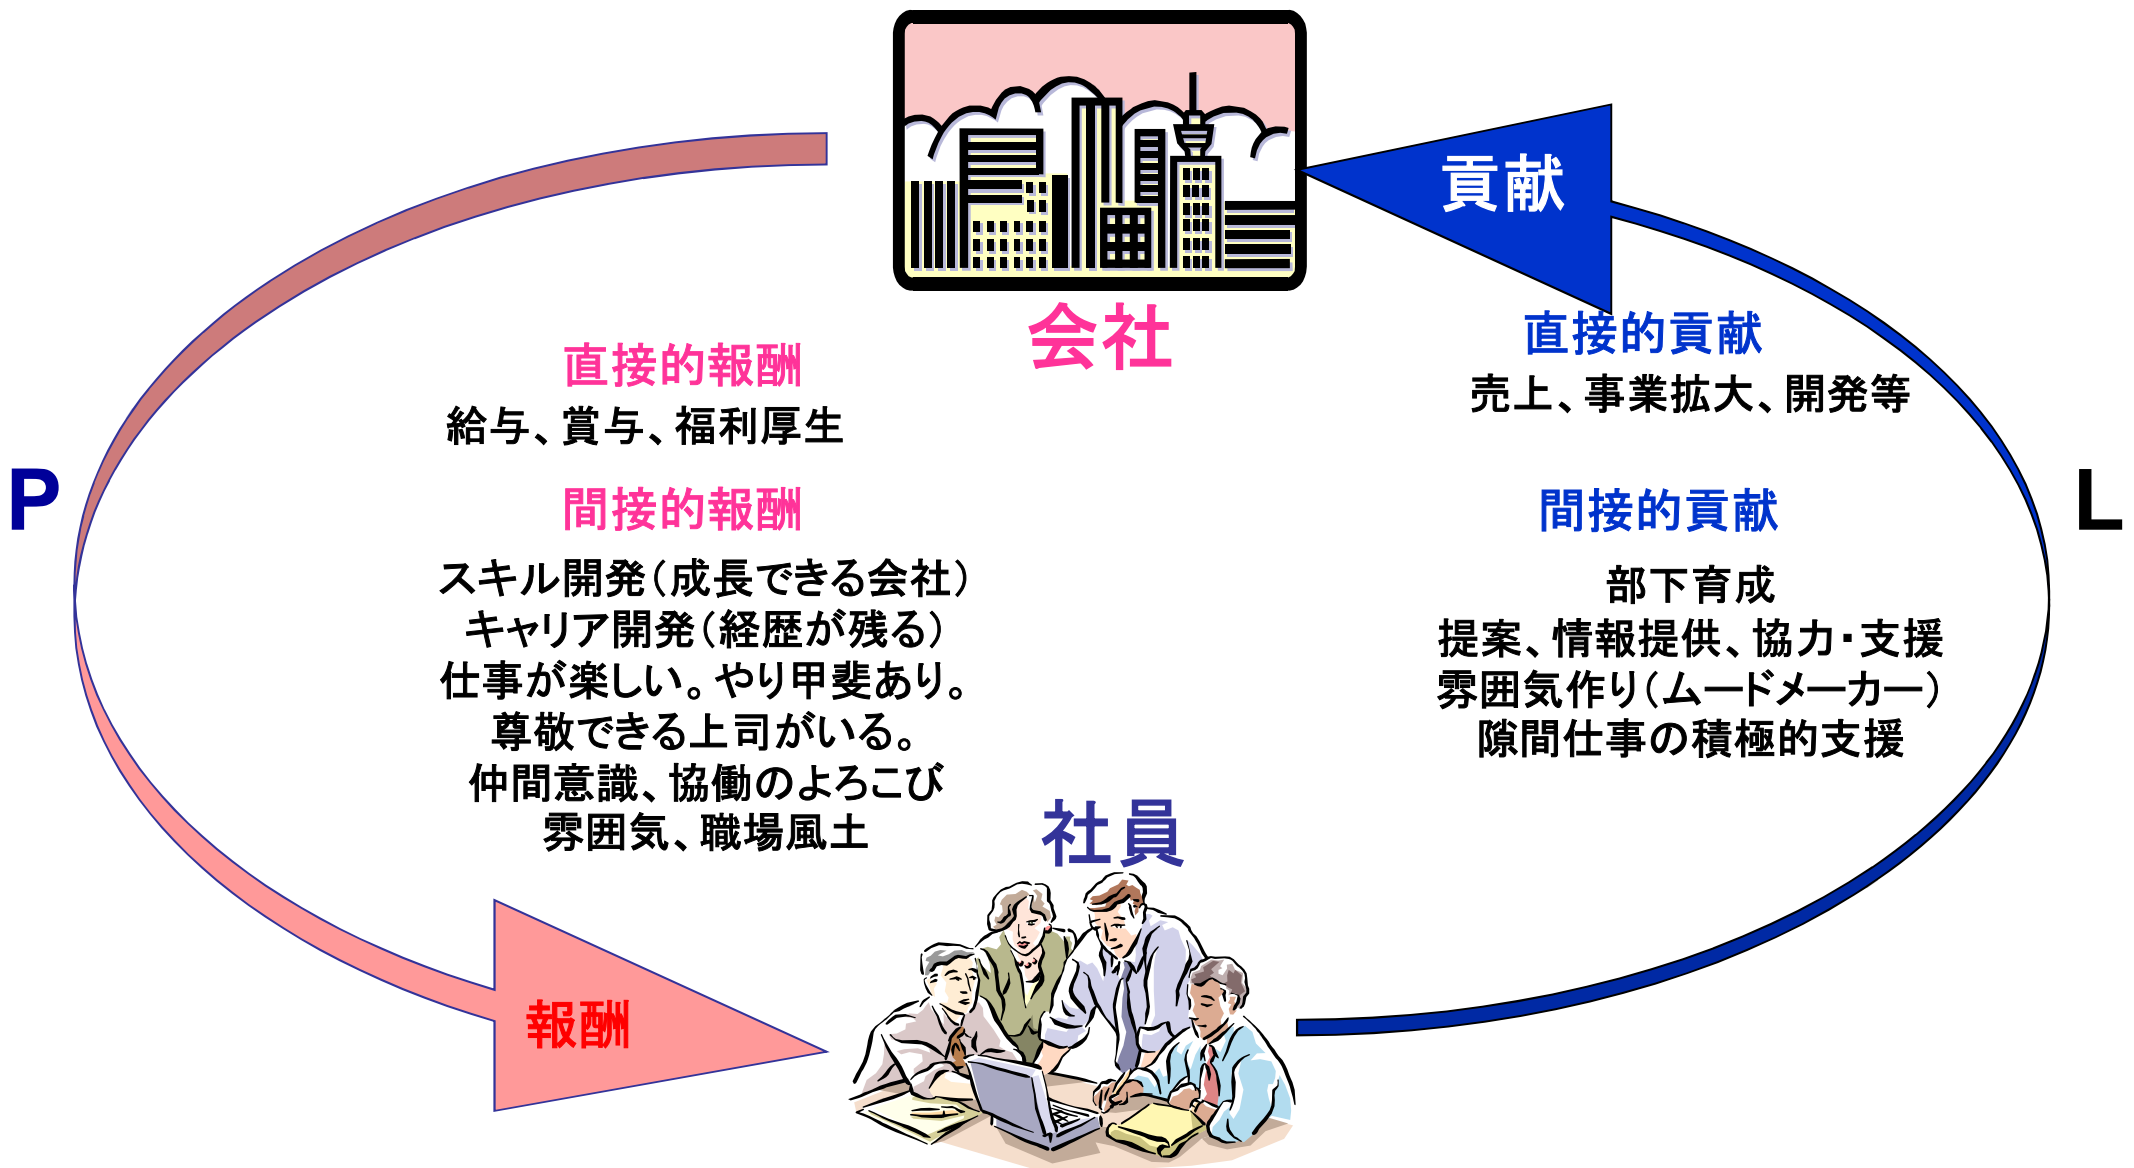 会社
貢献
直接的報酬
給与、賞与、福利厚生
間接的報酬
スキル開発（成長できる会社）
キャリア開発（経歴が残る）
仕事が楽しい。やり甲斐あり。
尊敬できる上司がいる。
仲間意識、協働のよろこび
雰囲気、職場風土
P
直接的貢献
売上、事業拡大、開発等
間接的貢献
部下育成
提案、情報提供、協力・支援
雰囲気作り（ムードメーカー）
隙間仕事の積極的支援
L
社員
報酬